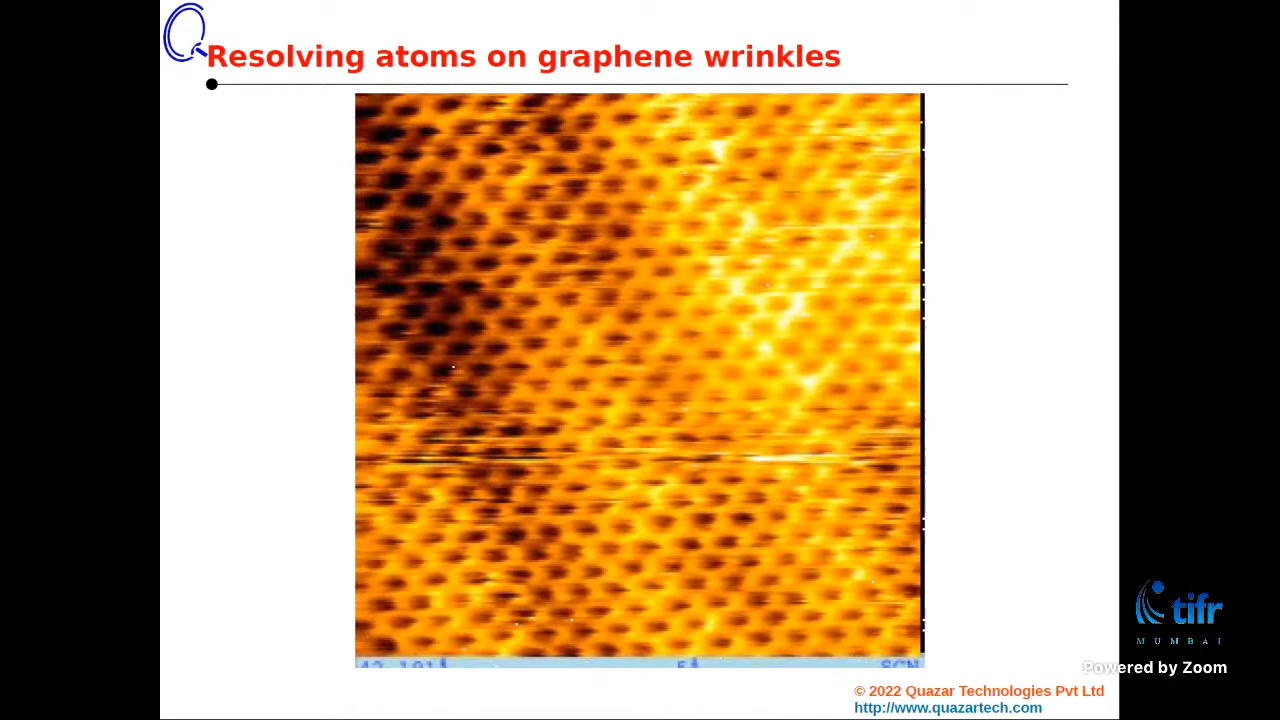 Resolving atoms on graphene wrinkles
tifr
MUMBAI
Powered by Zoom
© 2022 Quazar Technologies Pvt Ltd
http://www.quazartech.com